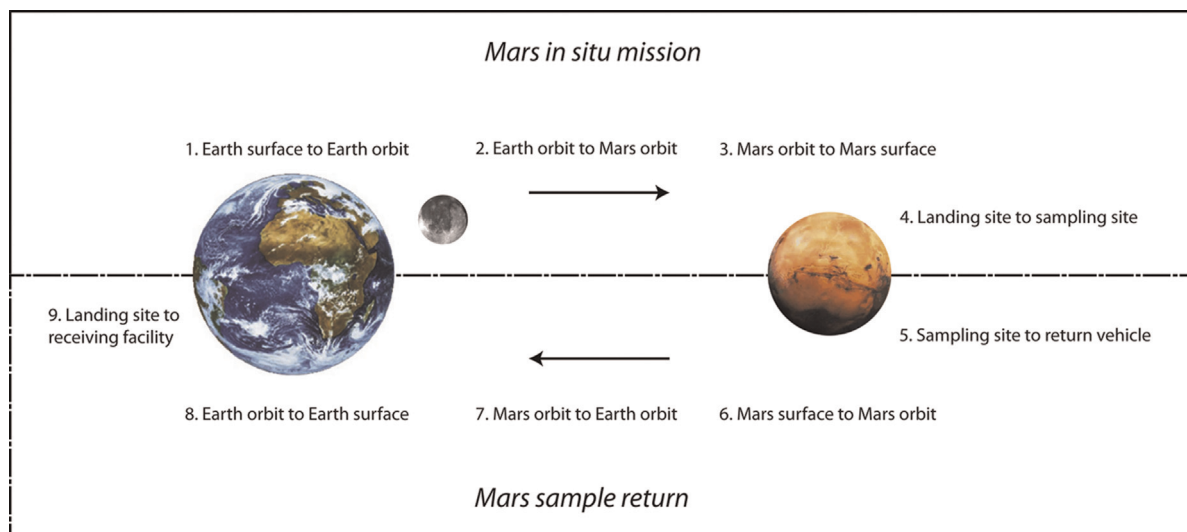 Mars in situ mission
1. Earth surface to Earth orbit
2. Earth orbit to Mars orbit
3. Mars orbit to Mars surface
4. Landing site to sampling site
5. Sampling site to return vehicle
6. Mars surface to Mars orbit
7. Mars orbit to Earth orbit
8. Earth orbit to Earth surface
9. Landing site to
receiving facility
Mars sample return